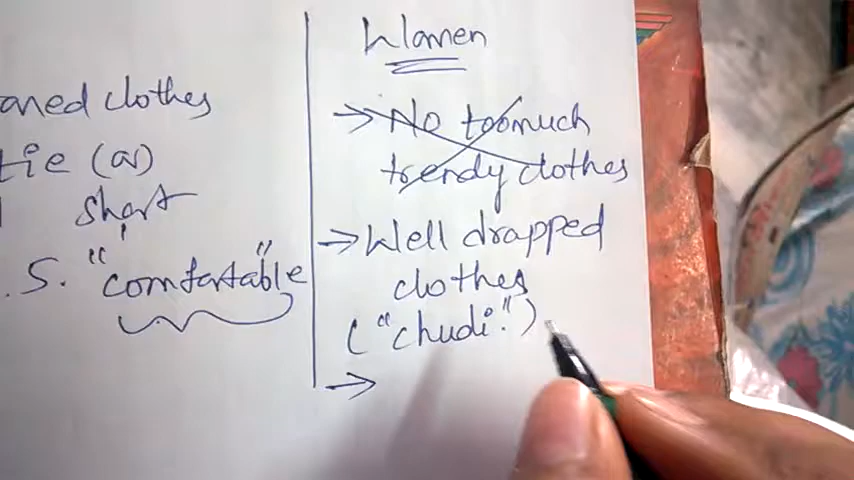 aned clothes
tie (or)
short
.S. "comfortable"
Women
→ No toomuch
trendy clothes
→ Well drapped
clothes
("chudi.")
→